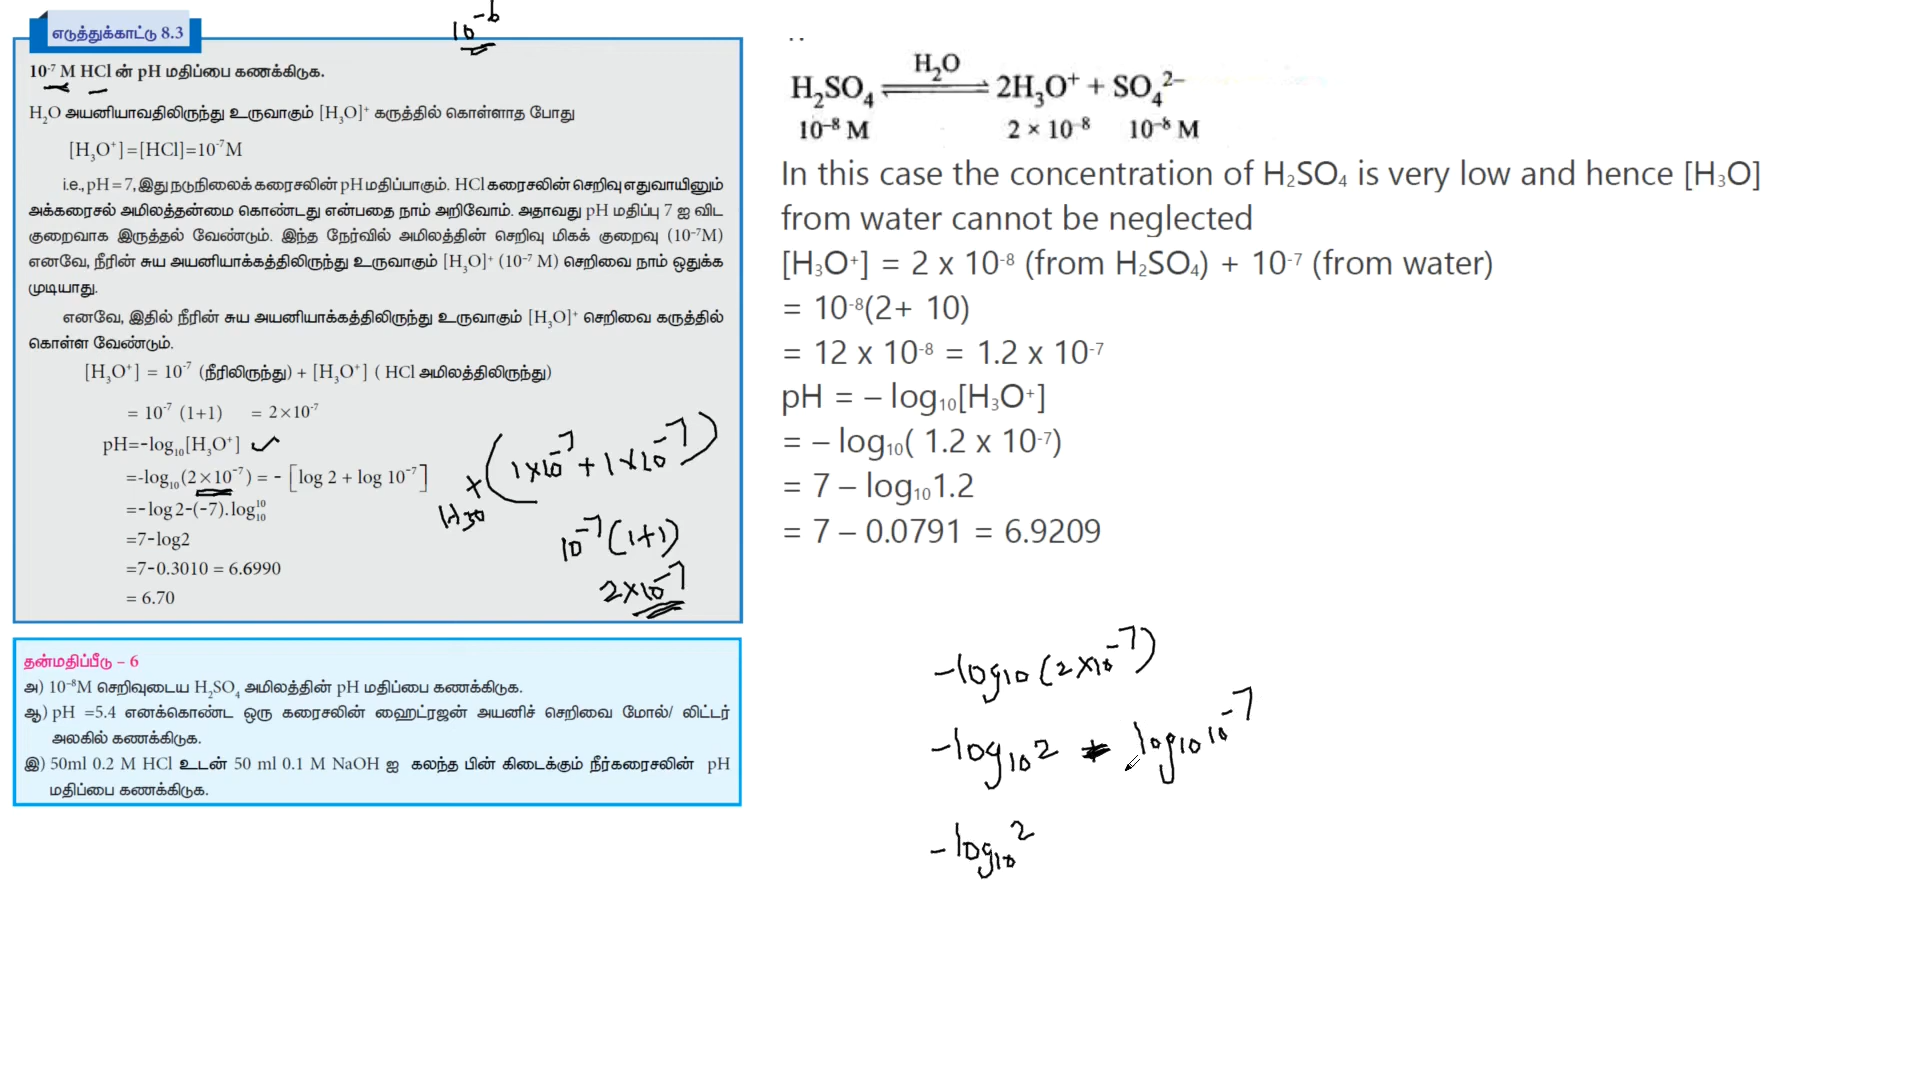 எடுத்துக்காட்டு 8.3
10⁻⁶
10⁻⁷ M HCl ன் pH மதிப்பை கணக்கிடுக.
H₂O அயனியாவதிலிருந்து உருவாகும் [H₃O]⁺ கருத்தில் கொள்ளாத போது
[H₃O⁺]=[HCl]=10⁻⁷M
i.e., pH = 7, இது நடுநிலைக் கரைசலின் pH மதிப்பாகும். HCl கரைசலின் செறிவு எதுவாயினும்
அக்கரைசல் அமிலத்தன்மை கொண்டது என்பதை நாம் அறிவோம். அதாவது pH மதிப்பு 7 ஐ விட
குறைவாக இருத்தல் வேண்டும். இந்த நேர்வில் அமிலத்தின் செறிவு மிகக் குறைவு (10⁻⁷M)
எனவே, நீரின் சுய அயனியாக்கத்திலிருந்து உருவாகும் [H₃O]⁺ (10⁻⁷ M) செறிவை நாம் ஒதுக்க
முடியாது.
எனவே, இதில் நீரின் சுய அயனியாக்கத்திலிருந்து உருவாகும் [H₃O]⁺ செறிவை கருத்தில்
கொள்ள வேண்டும்.
[H₃O⁺] = 10⁻⁷ (நீரிலிருந்து) + [H₃O⁺] ( HCl அமிலத்திலிருந்து)
= 10⁻⁷ (1+1) = 2×10⁻⁷
pH=-log₁₀[H₃O⁺]
=-log₁₀(2×10⁻⁷) = - [log 2 + log 10⁻⁷]
=-log2-(-7).log₁₀¹⁰
=7-log2
=7-0.3010 = 6.6990
= 6.70
H₃O⁺ (1×10⁻⁷ + 1×10⁻⁷)
10⁻⁷ (1+1)
2×10⁻⁷
தன்மதிப்பீடு – 6
அ) 10⁻⁸M செறிவுடைய H₂SO₄ அமிலத்தின் pH மதிப்பை கணக்கிடுக.
ஆ) pH =5.4 எனக்கொண்ட ஒரு கரைசலின் ஹைட்ரஜன் அயனிச் செறிவை மோல்/ லிட்டர்
அலகில் கணக்கிடுக.
இ) 50ml 0.2 M HCl உடன் 50 ml 0.1 M NaOH ஐ கலந்த பின் கிடைக்கும் நீர்கரைசலின் pH
மதிப்பை கணக்கிடுக.
H₂SO₄ ⇌ H₂O 2H₃O⁺ + SO₄²⁻
10⁻⁸ M 2 × 10⁻⁸ 10⁻⁸ M
In this case the concentration of H₂SO₄ is very low and hence [H₃O]
from water cannot be neglected
[H₃O⁺] = 2 x 10⁻⁸ (from H₂SO₄) + 10⁻⁷ (from water)
= 10⁻⁸(2+ 10)
= 12 x 10⁻⁸ = 1.2 x 10⁻⁷
pH = – log₁₀[H₃O⁺]
= – log₁₀( 1.2 x 10⁻⁷)
= 7 – log₁₀1.2
= 7 – 0.0791 = 6.9209
-log₁₀ (2×10⁻⁷)
-log₁₀2 + log₁₀10⁻⁷
-log₁₀2